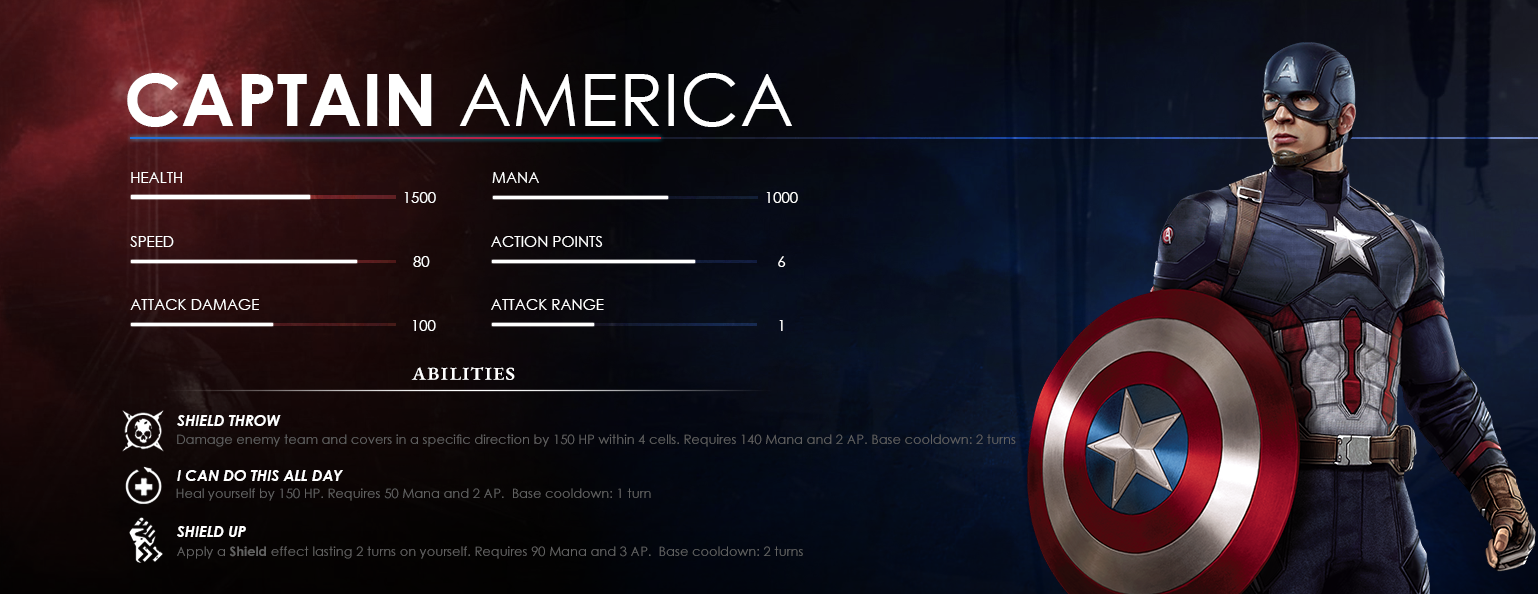 CAPTAIN AMERICA
HEALTH
1500
MANA
1000
SPEED
80
ACTION POINTS
6
ATTACK DAMAGE
100
ATTACK RANGE
1
ABILITIES
SHIELD THROW
Damage enemy team and covers in a specific direction by 150 HP within 4 cells. Requires 140 Mana and 2 AP. Base cooldown: 2 turns
I CAN DO THIS ALL DAY
Heal yourself by 150 HP. Requires 50 Mana and 2 AP.  Base cooldown: 1 turn
SHIELD UP
Apply a Shield effect lasting 2 turns on yourself. Requires 90 Mana and 3 AP.  Base cooldown: 2 turns
A
A